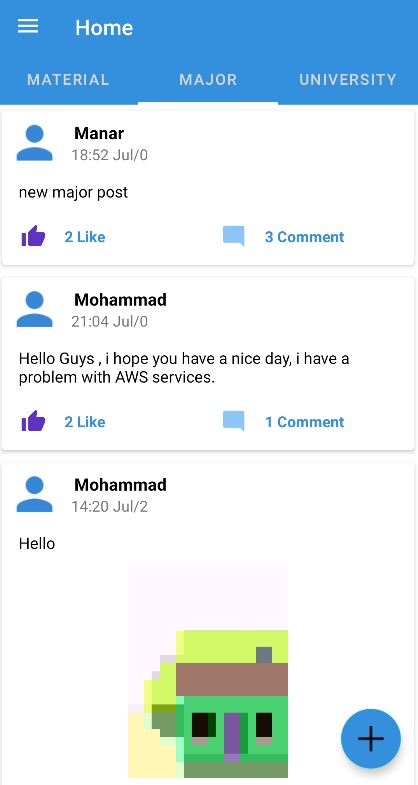 Home
MATERIAL MAJOR UNIVERSITY
Manar
18:52 Jul/0
new major post
2 Like 3 Comment
Mohammad
21:04 Jul/0
Hello Guys , i hope you have a nice day, i have a
problem with AWS services.
2 Like 1 Comment
Mohammad
14:20 Jul/2
Hello